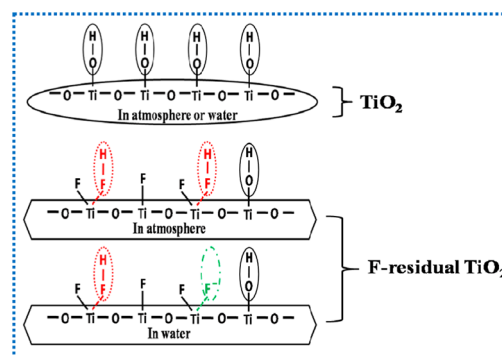 H H H H
O O O O
—O—Ti—O—Ti—O—Ti—O—Ti—O—
In atmosphere or water
TiO₂
H H H
F F F F F O
—O—Ti—O—Ti—O—Ti—O—Ti—O—
In atmosphere
F-residual TiO₂
H H
F F F F F⁻ O
—O—Ti—O—Ti—O—Ti—O—Ti—O—
In water